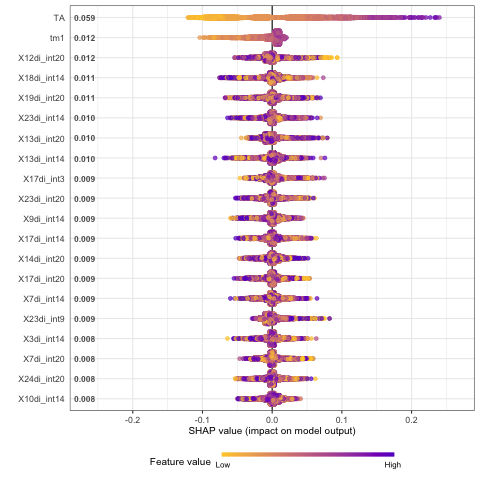 TA 0.059
tm1 0.012
X12di_int20 0.012
X18di_int14 0.011
X19di_int20 0.011
X23di_int14 0.010
X13di_int20 0.010
X13di_int14 0.010
X17di_int3 0.009
X23di_int20 0.009
X9di_int14 0.009
X17di_int14 0.009
X14di_int20 0.009
X17di_int20 0.009
X7di_int14 0.009
X23di_int9 0.009
X3di_int14 0.008
X7di_int20 0.008
X24di_int20 0.008
X10di_int14 0.008
-0.2 -0.1 0.0 0.1 0.2
SHAP value (impact on model output)
Feature value Low High